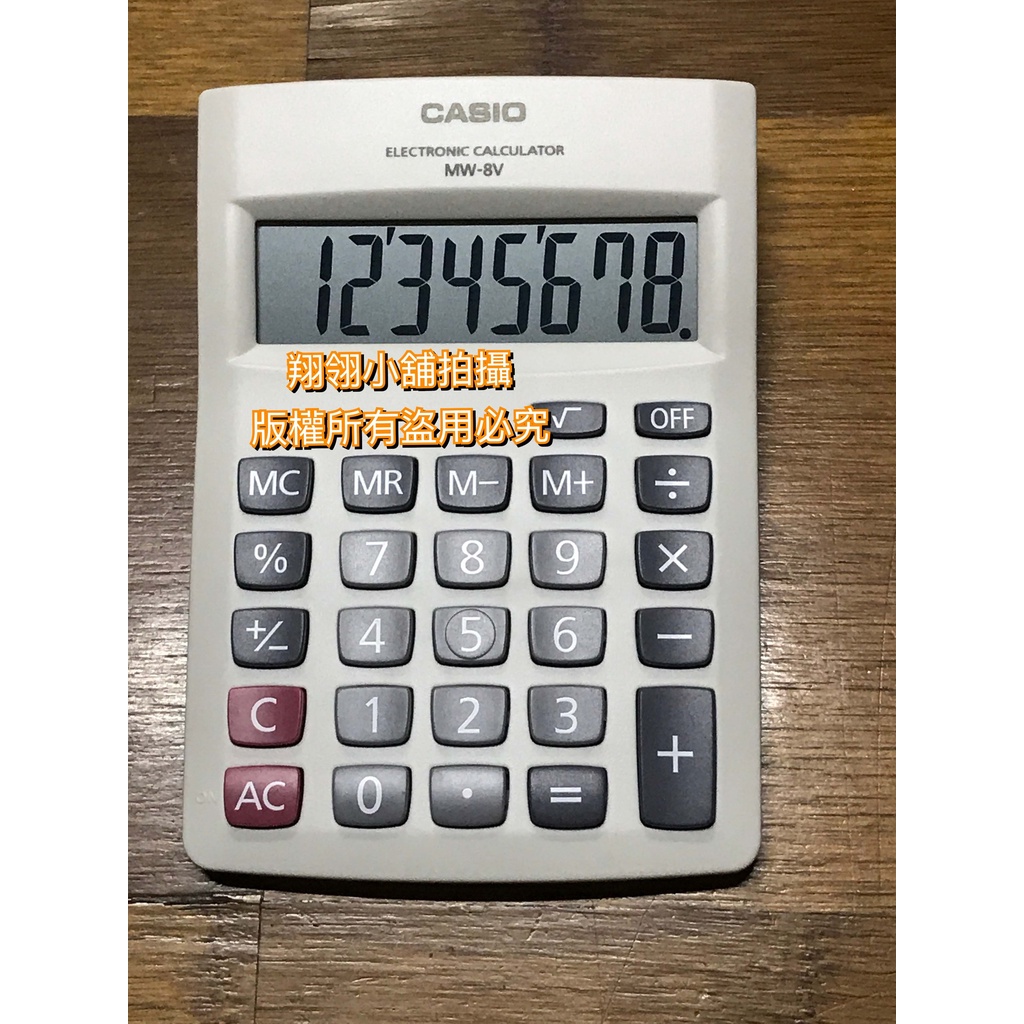 CASIO
ELECTRONIC CALCULATOR
MW-8V
12'345'678.
翔翎小舖拍攝
版權所有盜用必究
√ OFF
MC MR M− M+ ÷
% 7 8 9 ×
+/− 4 5 6 −
C 1 2 3 +
ON AC 0 · =